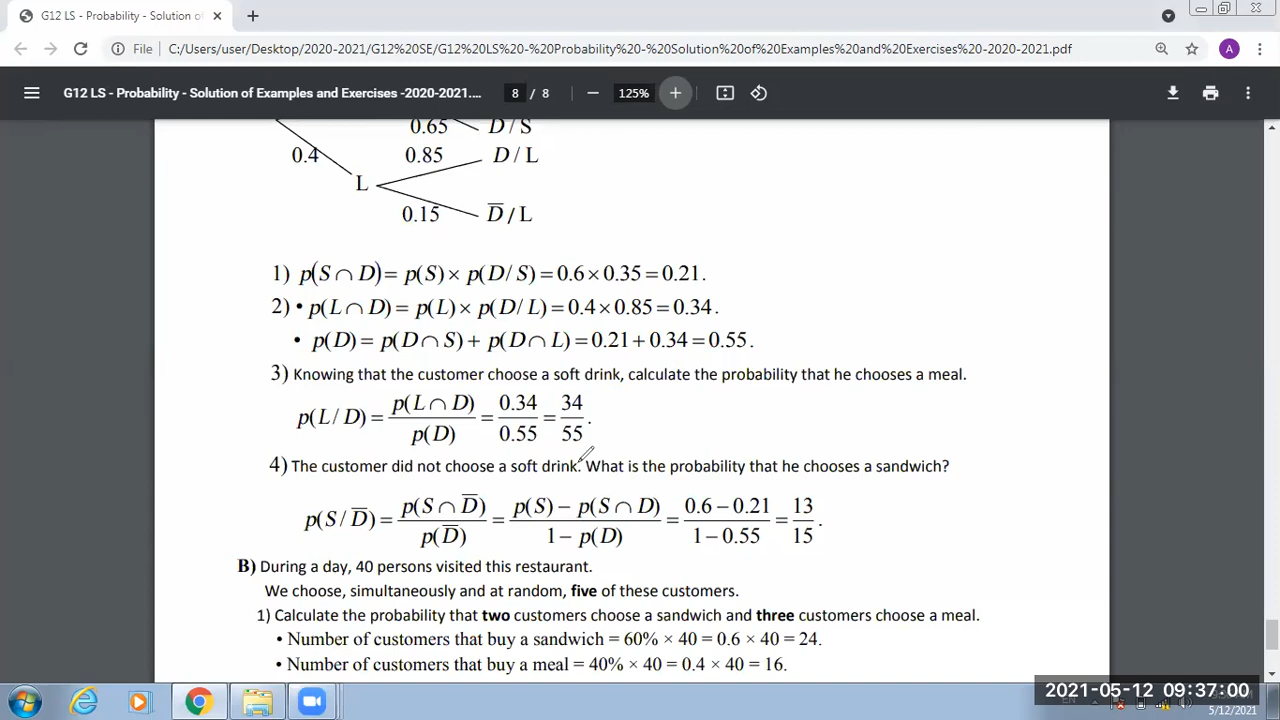 G12 LS - Probability - Solution of
File C:/Users/user/Desktop/2020-2021/G12%20SE/G12%20LS%20-%20Probability%20-%20Solution%20of%20Examples%20and%20Exercises%20-2020-2021.pdf
A
G12 LS - Probability - Solution of Examples and Exercises -2020-2021.... 8 / 8 125%
0.65 D/S
0.4 0.85 D/L
L
0.15 D̅/L
1) p(S∩D)= p(S)× p(D/S)=0.6×0.35=0.21.
2) • p(L∩D)= p(L)× p(D/L)=0.4×0.85=0.34.
• p(D)= p(D∩S)+ p(D∩L)=0.21+0.34=0.55.
3) Knowing that the customer choose a soft drink, calculate the probability that he chooses a meal.
p(L/D)= p(L∩D)/p(D) = 0.34/0.55 = 34/55.
4) The customer did not choose a soft drink. What is the probability that he chooses a sandwich?
p(S/D̅)= p(S∩D̅)/p(D̅) = p(S)− p(S∩D)/1− p(D) = 0.6−0.21/1−0.55 = 13/15.
B) During a day, 40 persons visited this restaurant.
We choose, simultaneously and at random, five of these customers.
1) Calculate the probability that two customers choose a sandwich and three customers choose a meal.
• Number of customers that buy a sandwich = 60% × 40 = 0.6 × 40 = 24.
• Number of customers that buy a meal = 40% × 40 = 0.4 × 40 = 16.
2021-05-12 09:37:00
5/12/2021